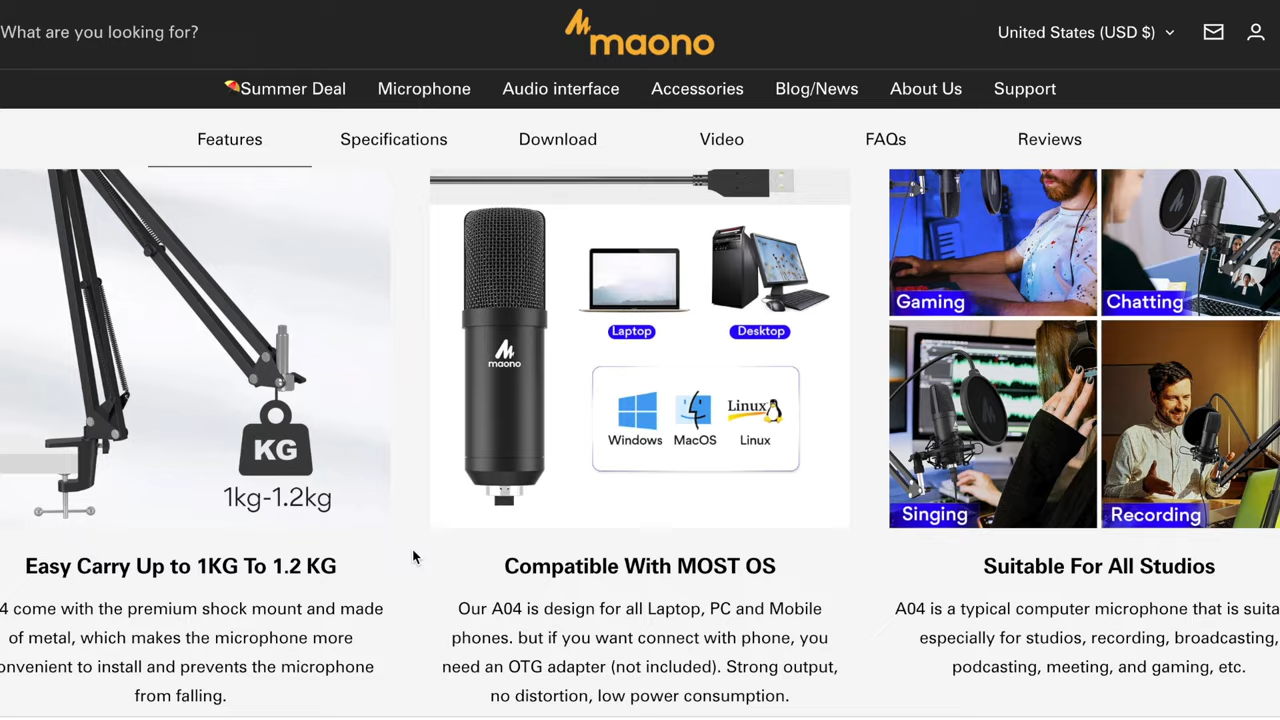 What are you looking for?
maono
United States (USD $)
Summer Deal
Microphone
Audio interface
Accessories
Blog/News
About Us
Support
Features
Specifications
Download
Video
FAQs
Reviews
KG
1kg-1.2kg
maono
Laptop
Desktop
Linux
Windows
MacOS
Linux
Gaming
Chatting
Singing
Recording
Easy Carry Up to 1KG To 1.2 KG
4 come with the premium shock mount and made
of metal, which makes the microphone more
onvenient to install and prevents the microphone
from falling.
Compatible With MOST OS
Our A04 is design for all Laptop, PC and Mobile
phones. but if you want connect with phone, you
need an OTG adapter (not included). Strong output,
no distortion, low power consumption.
Suitable For All Studios
A04 is a typical computer microphone that is suita
especially for studios, recording, broadcasting,
podcasting, meeting, and gaming, etc.